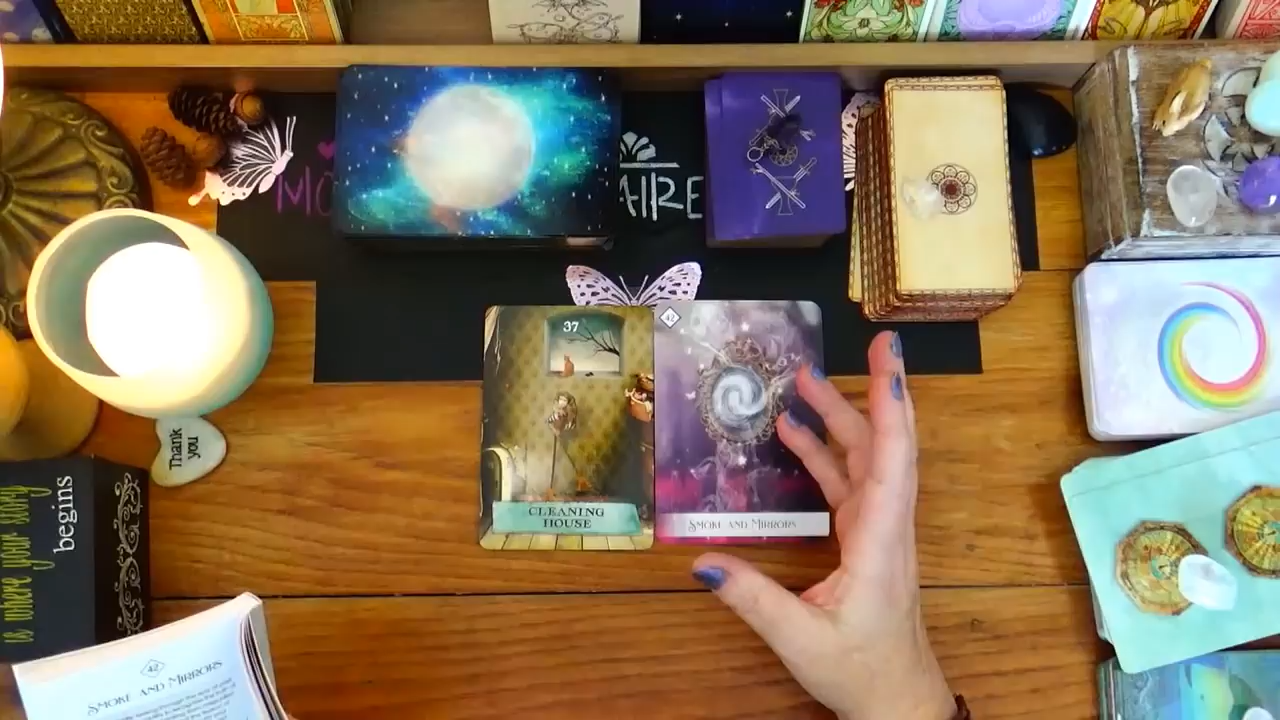 MO
AIRE
37
CLEANING
HOUSE
42
SMOKE AND MIRRORS
Thank
you
is where your story
begins
42
SMOKE AND MIRRORS